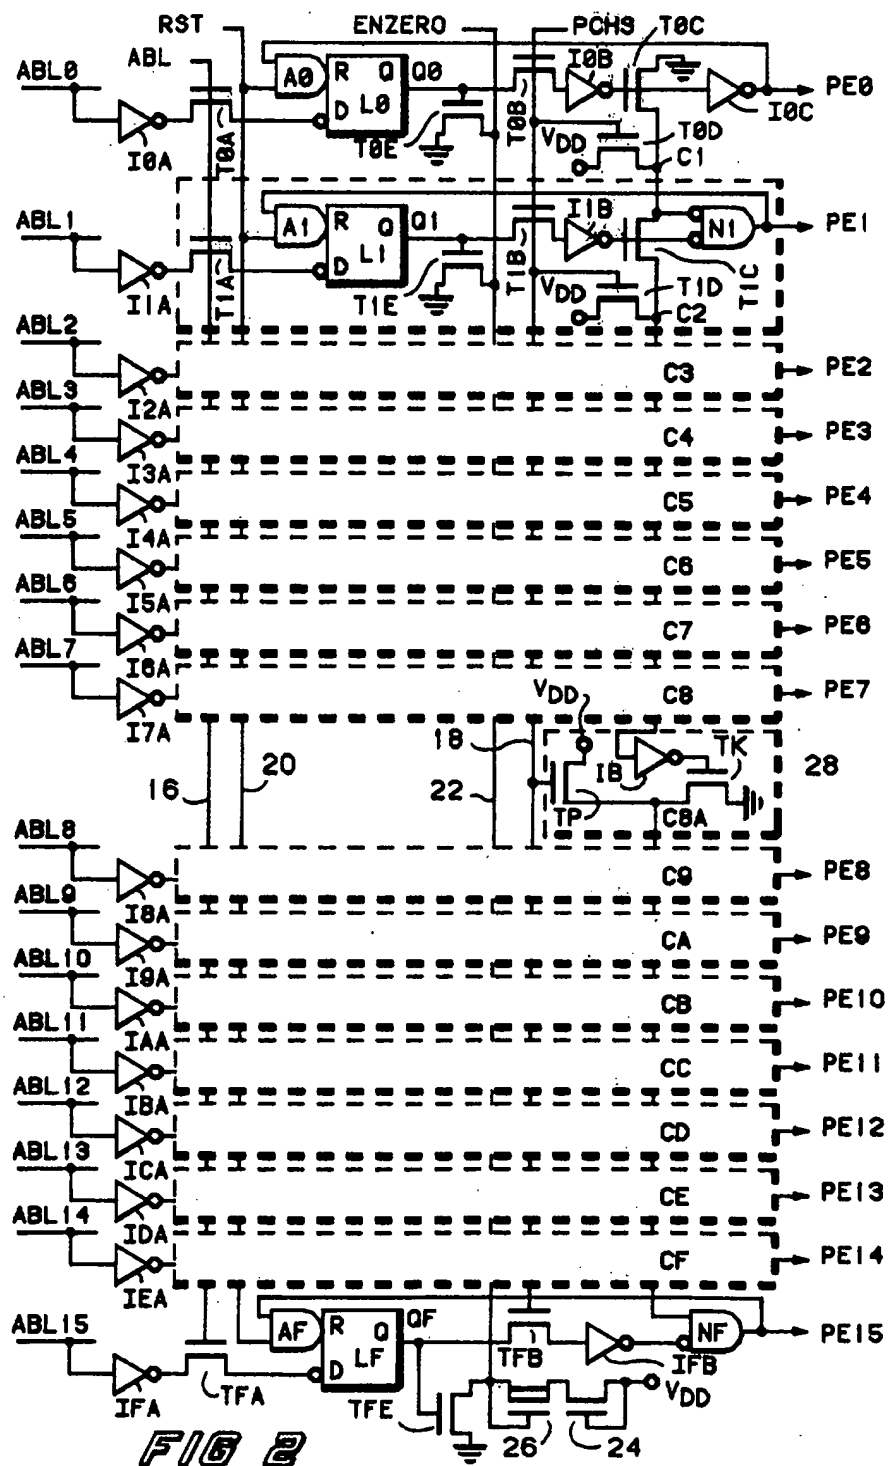 RST ENZERO PCHS T0C
ABL
ABL0 A0 R Q Q0 I0B PE0
D L0 I0C
I0A T0A T0E T0B VDD T0D
C1
ABL1 A1 R Q Q1 I1B N1 PE1
D L1
I1A T1A T1E T1B VDD T1D T1C
C2
ABL2 C3 PE2
I2A
ABL3 C4 PE3
I3A
ABL4 C5 PE4
I4A
ABL5 C6 PE5
I5A
ABL6 C7 PE6
I6A
ABL7 C8 PE7
I7A VDD
16 20 18 22 IB TK 28
TP C8A
ABL8 C9 PE8
I8A
ABL9 CA PE9
I9A
ABL10 CB PE10
IAA
ABL11 CC PE11
IBA
ABL12 CD PE12
ICA
ABL13 CE PE13
IDA
ABL14 CF PE14
IEA
ABL15 AF R Q QF NF PE15
D LF TFB IFB
IFA TFA TFE VDD
26 24
FIG 2